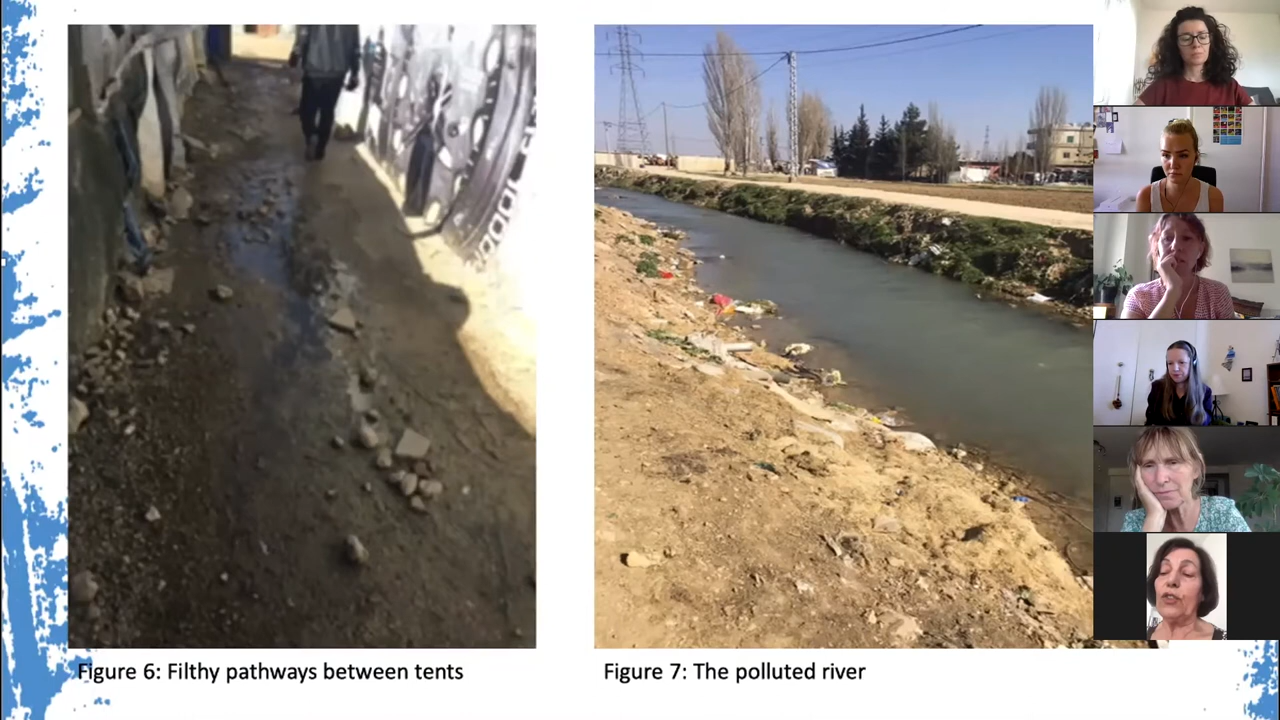 Figure 6: Filthy pathways between tents
Figure 7: The polluted river